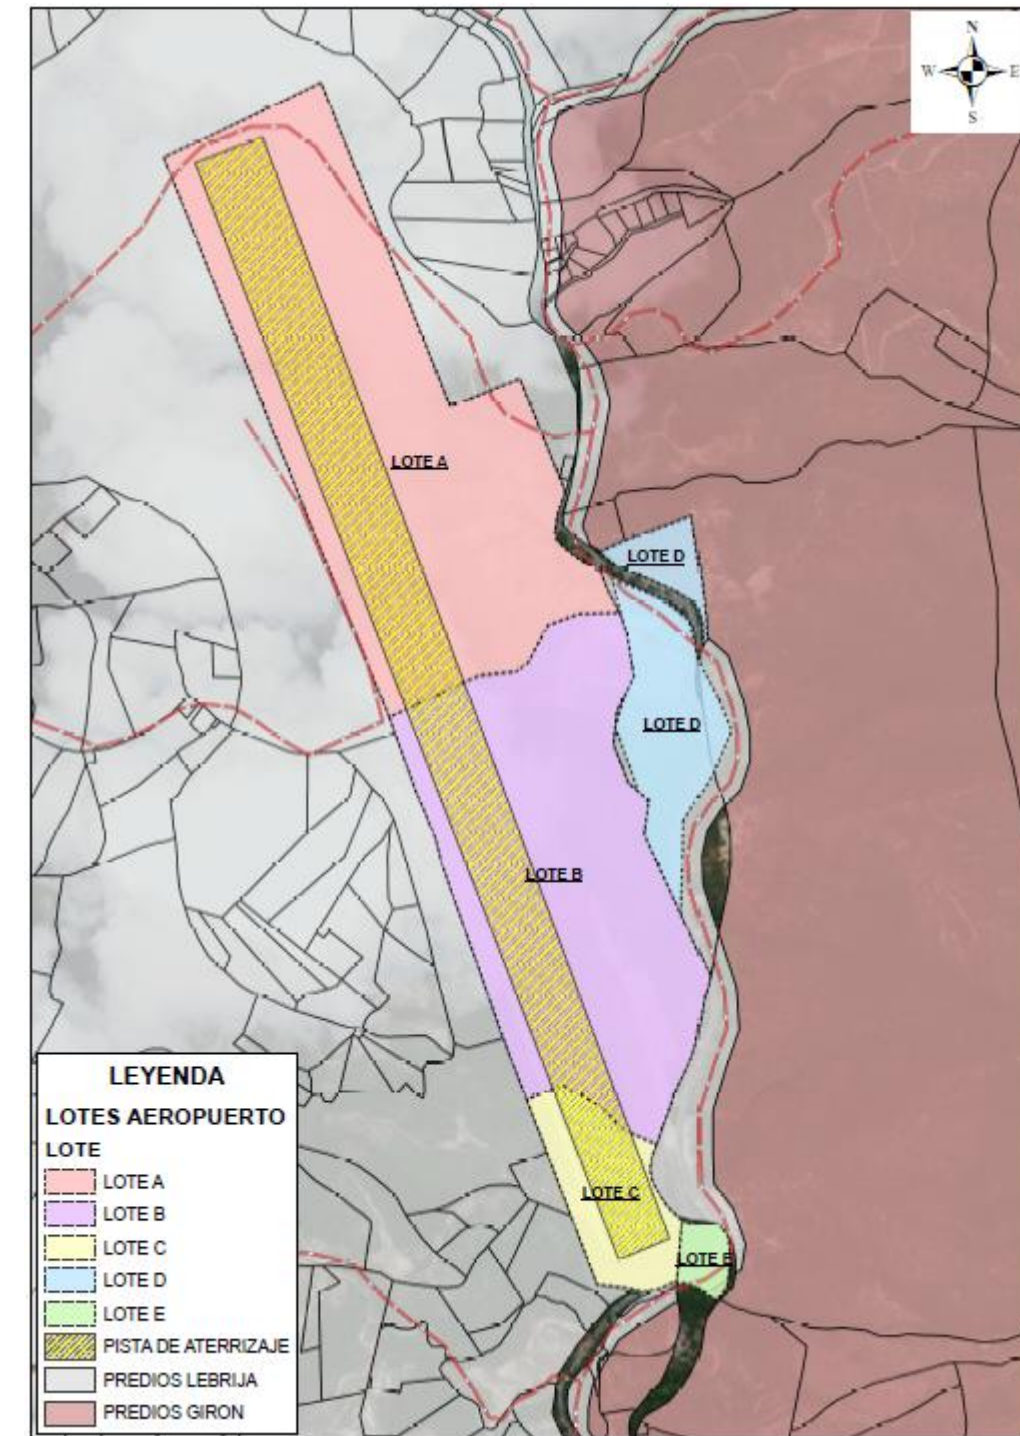 N
W E
S
LOTE A
LOTE D
LOTE D
LOTE B
LOTE C
LOTE E
LEYENDA
LOTES AEROPUERTO
LOTE
LOTE A
LOTE B
LOTE C
LOTE D
LOTE E
PISTA DE ATERRIZAJE
PREDIOS LEBRIJA
PREDIOS GIRON